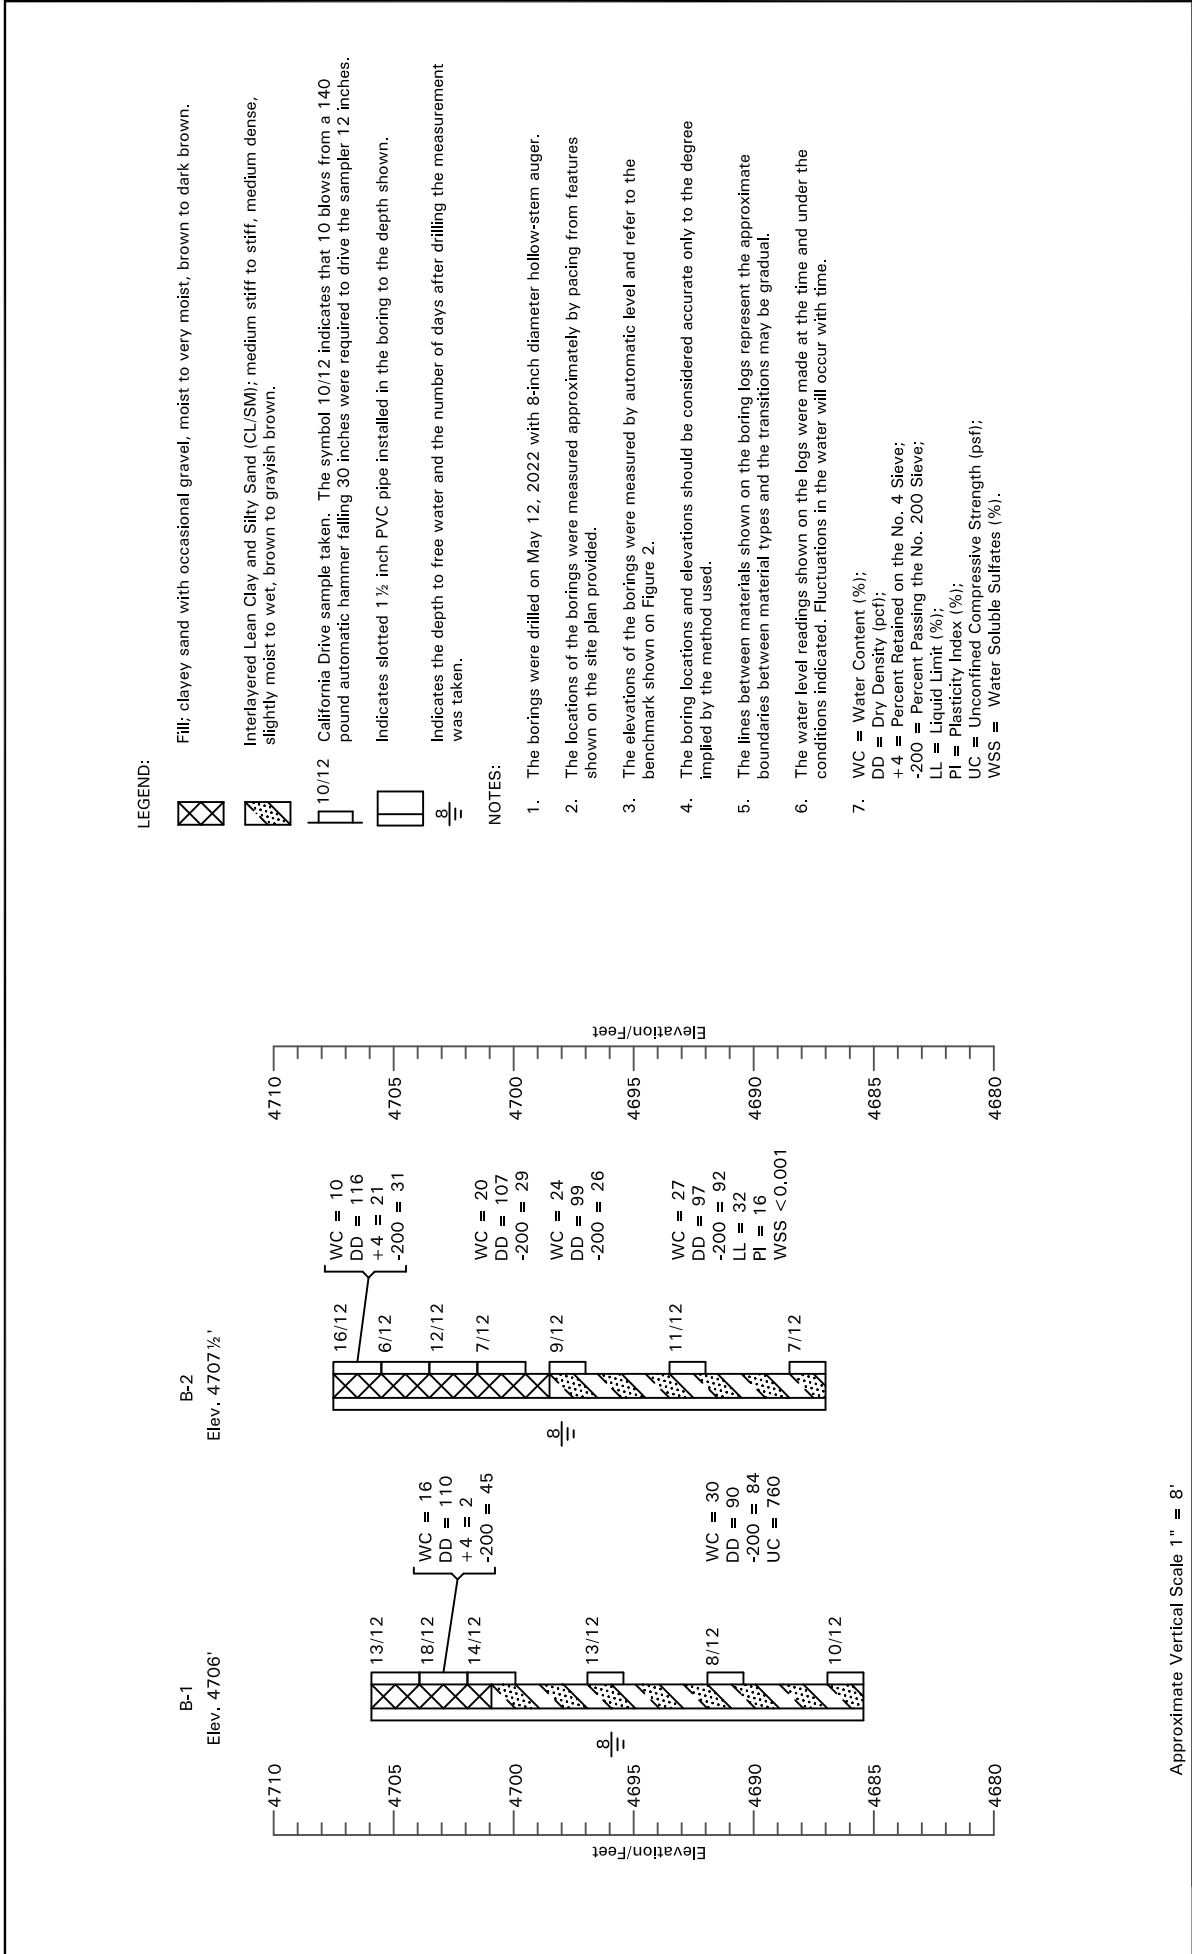 B-1
Elev. 4706'
B-2
Elev. 4707½'
4710
4705
4700
4695
4690
4685
4680
Elevation/Feet
13/12
18/12
14/12
13/12
8/12
10/12
8
WC = 16
DD = 110
+4 = 2
-200 = 45
WC = 30
DD = 90
-200 = 84
UC = 760
16/12
6/12
12/12
7/12
9/12
11/12
7/12
8
WC = 10
DD = 116
+4 = 21
-200 = 31
WC = 20
DD = 107
-200 = 29
WC = 24
DD = 99
-200 = 26
WC = 27
DD = 97
-200 = 92
LL = 32
PI = 16
WSS <0.001
4710
4705
4700
4695
4690
4685
4680
Elevation/Feet
LEGEND:
Fill; clayey sand with occasional gravel, moist to very moist, brown to dark brown.
Interlayered Lean Clay and Silty Sand (CL/SM); medium stiff to stiff, medium dense,
slightly moist to wet, brown to grayish brown.
10/12
California Drive sample taken. The symbol 10/12 indicates that 10 blows from a 140
pound automatic hammer falling 30 inches were required to drive the sampler 12 inches.
Indicates slotted 1½ inch PVC pipe installed in the boring to the depth shown.
8
Indicates the depth to free water and the number of days after drilling the measurement
was taken.
NOTES:
1. The borings were drilled on May 12, 2022 with 8-inch diameter hollow-stem auger.
2. The locations of the borings were measured approximately by pacing from features
shown on the site plan provided.
3. The elevations of the borings were measured by automatic level and refer to the
benchmark shown on Figure 2.
4. The boring locations and elevations should be considered accurate only to the degree
implied by the method used.
5. The lines between materials shown on the boring logs represent the approximate
boundaries between material types and the transitions may be gradual.
6. The water level readings shown on the logs were made at the time and under the
conditions indicated. Fluctuations in the water will occur with time.
7. WC = Water Content (%);
DD = Dry Density (pcf);
+4 = Percent Retained on the No. 4 Sieve;
-200 = Percent Passing the No. 200 Sieve;
LL = Liquid Limit (%);
PI = Plasticity Index (%);
UC = Unconfined Compressive Strength (psf);
WSS = Water Soluble Sulfates (%).
Approximate Vertical Scale 1" = 8'